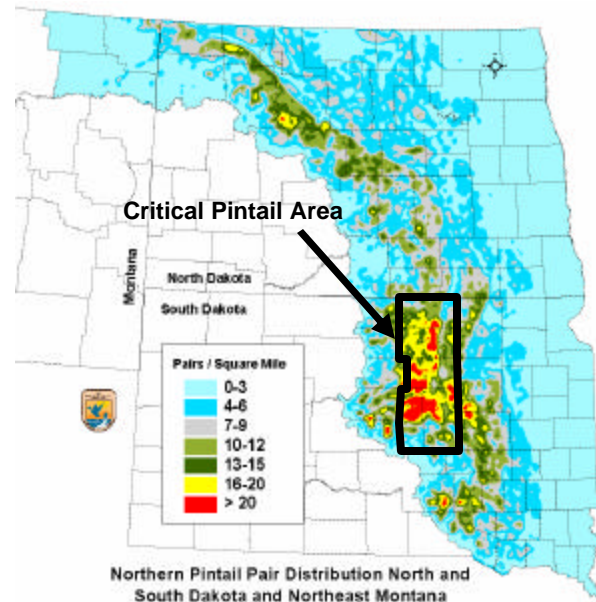 Critical Pintail Area
Montana
North Dakota
South Dakota
Pairs / Square Mile
0-3
4-6
7-9
10-12
13-15
16-20
> 20
Northern Pintail Pair Distribution North and
South Dakota and Northeast Montana